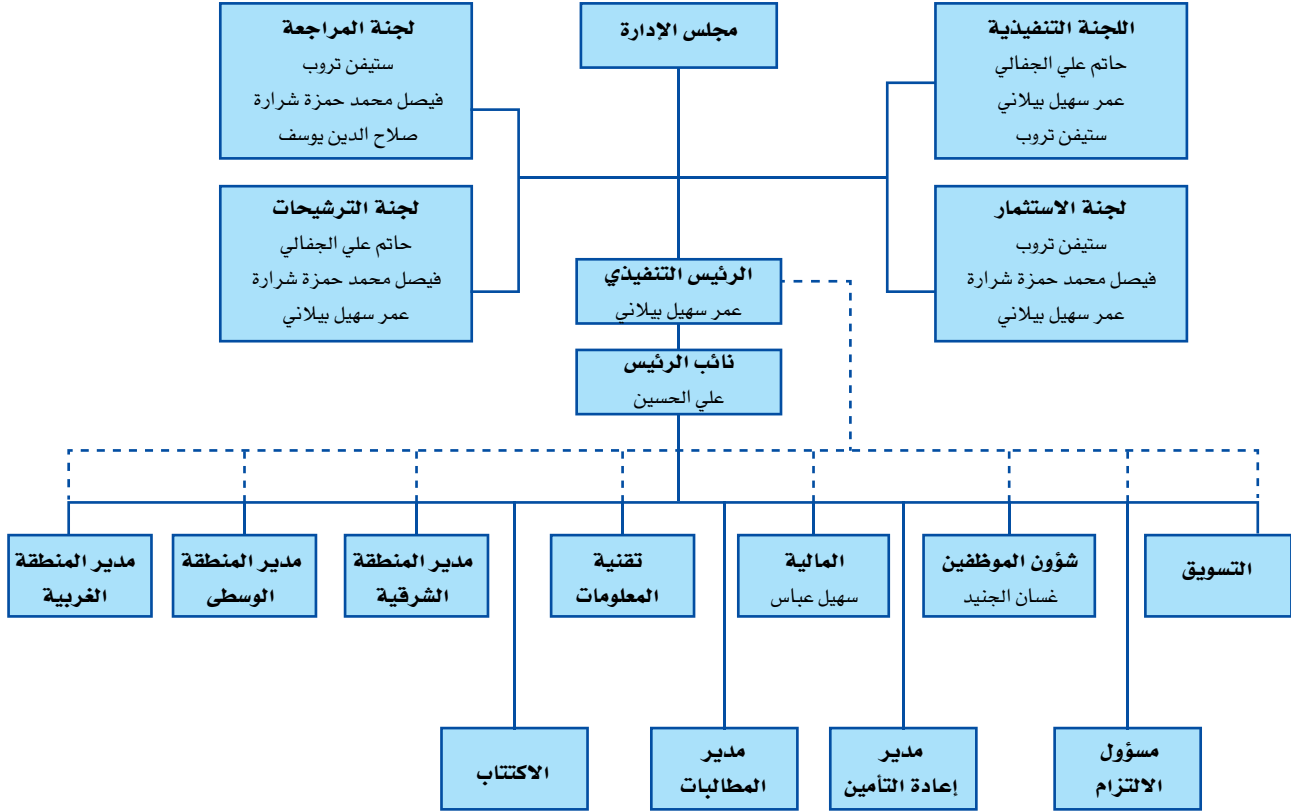 مجلس الإدارة
اللجنة التنفيذية
حاتم علي الجفالي
عمر سهيل بيلاني
ستيفن تروب
لجنة المراجعة
ستيفن تروب
فيصل محمد حمزة شرارة
صلاح الدين يوسف
لجنة الاستثمار
ستيفن تروب
فيصل محمد حمزة شرارة
عمر سهيل بيلاني
لجنة الترشيحات
حاتم علي الجفالي
فيصل محمد حمزة شرارة
عمر سهيل بيلاني
الرئيس التنفيذي
عمر سهيل بيلاني
نائب الرئيس
علي الحسين
التسويق
شؤون الموظفين
غسان الجنيد
المالية
سهيل عباس
تقنية
المعلومات
مدير المنطقة
الشرقية
مدير المنطقة
الوسطى
مدير المنطقة
الغربية
مسؤول
الالتزام
مدير
إعادة التأمين
مدير
المطالبات
الاكتتاب